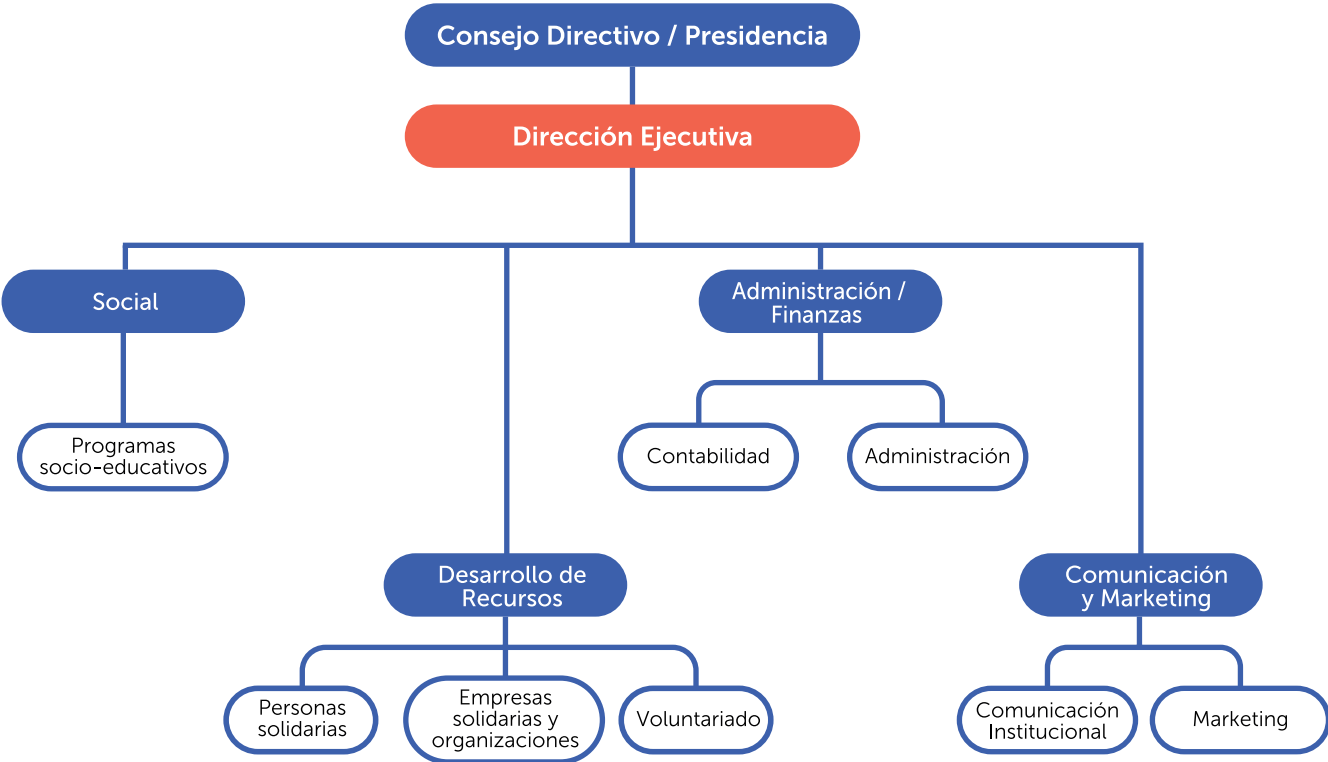 Consejo Directivo / Presidencia
Dirección Ejecutiva
Social
Administración /
Finanzas
Programas
socio-educativos
Contabilidad
Administración
Desarrollo de
Recursos
Comunicación
y Marketing
Personas
solidarias
Empresas
solidarias y
organizaciones
Voluntariado
Comunicación
Institucional
Marketing